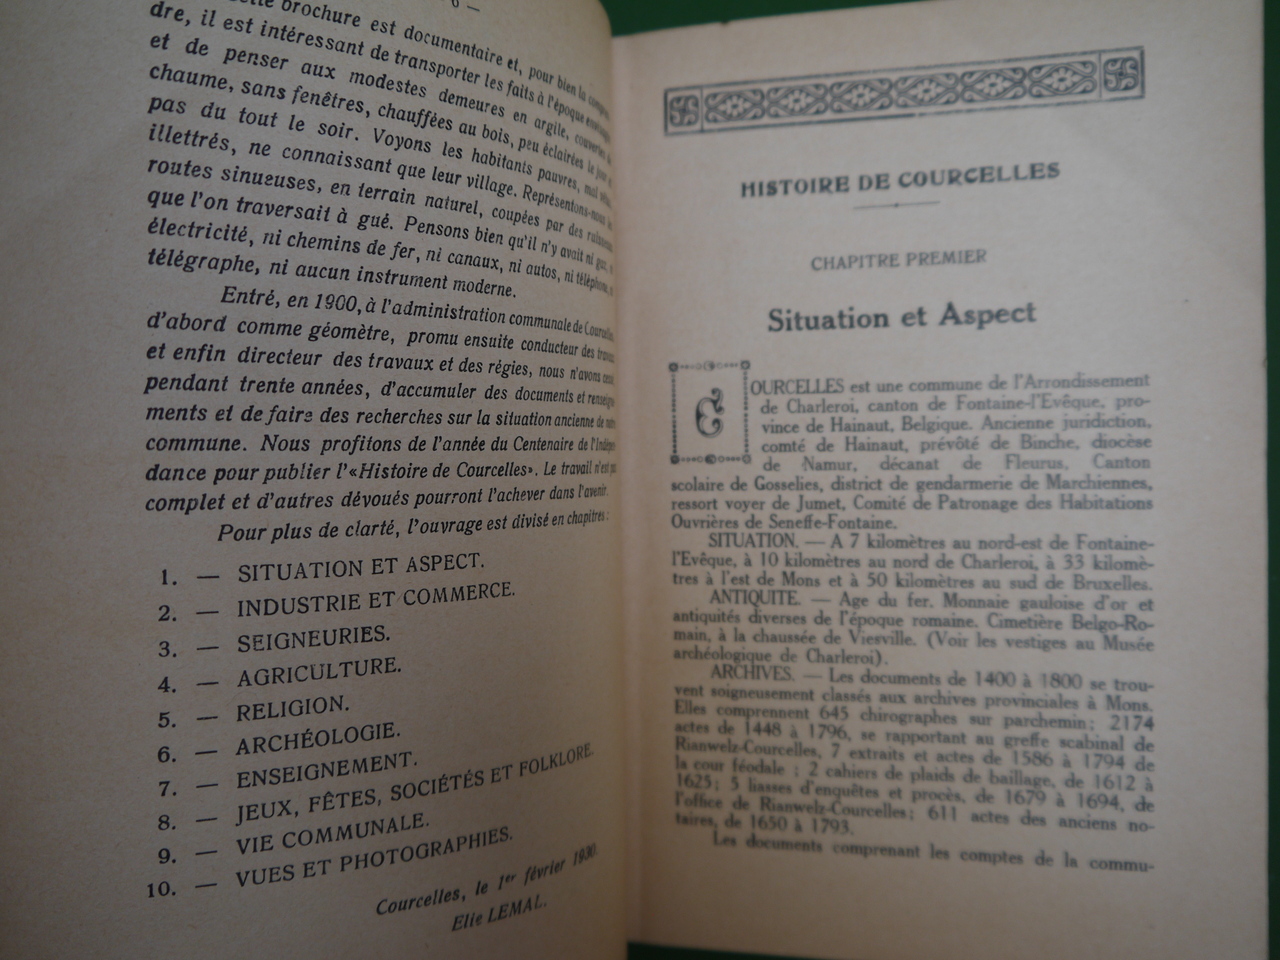 6 —
brochure est documentaire et, pour bien la
dre, il est intéressant de transporter les faits à l'époque
et de penser aux modestes demeures en argile, couvertes
chaume, sans fenêtres, chauffées au bois, peu éclairées le jour
pas du tout le soir. Voyons les habitants pauvres, mal
illettrés, ne connaissant que leur village. Représentons-nous
routes sinueuses, en terrain naturel, coupées par des ruisseaux
que l'on traversait à gué. Pensons bien qu'il n'y avait ni gaz,
électricité, ni chemins de fer, ni canaux, ni autos, ni téléphone,
télégraphe, ni aucun instrument moderne.
Entré, en 1900, à l'administration communale de Courcelles
d'abord comme géomètre, promu ensuite conducteur des travaux
et enfin directeur des travaux et des régies, nous n'avons cessé
pendant trente années, d'accumuler des documents et renseigne
ments et de faire des recherches sur la situation ancienne de notre
commune. Nous profitons de l'année du Centenaire de l'Indépen
dance pour publier l'«Histoire de Courcelles». Le travail n'est pas
complet et d'autres dévoués pourront l'achever dans l'avenir.
Pour plus de clarté, l'ouvrage est divisé en chapitres :
1. — SITUATION ET ASPECT.
2. — INDUSTRIE ET COMMERCE.
3. — SEIGNEURIES.
4. — AGRICULTURE.
5. — RELIGION.
6. — ARCHÉOLOGIE.
7. — ENSEIGNEMENT.
8. — JEUX, FÊTES, SOCIÉTÉS ET FOLKLORE.
9. — VIE COMMUNALE.
10. — VUES ET PHOTOGRAPHIES.
Courcelles, le 1er février 1930.
Elie LEMAL.
HISTOIRE DE COURCELLES
CHAPITRE PREMIER
Situation et Aspect
COURCELLES est une commune de l'Arrondissement
de Charleroi, canton de Fontaine-l'Evêque, pro-
vince de Hainaut, Belgique. Ancienne juridiction,
comté de Hainaut, prévôté de Binche, diocèse
de Namur, décanat de Fleurus, Canton
scolaire de Gosselies, district de gendarmerie de Marchiennes,
ressort voyer de Jumet, Comité de Patronage des Habitations
Ouvrières de Seneffe-Fontaine.
SITUATION. — A 7 kilomètres au nord-est de Fontaine-
l'Evêque, à 10 kilomètres au nord de Charleroi, à 33 kilomè-
tres à l'est de Mons et à 50 kilomètres au sud de Bruxelles.
ANTIQUITE. — Age du fer. Monnaie gauloise d'or et
antiquités diverses de l'époque romaine. Cimetière Belgo-Ro-
main, à la chaussée de Viesville. (Voir les vestiges au Musée
archéologique de Charleroi).
ARCHIVES. — Les documents de 1400 à 1800 se trou-
vent soigneusement classés aux archives provinciales à Mons.
Elles comprennent 645 chirographes sur parchemin; 2174
actes de 1448 à 1796, se rapportant au greffe scabinal de
Rianwelz-Courcelles, 7 extraits et actes de 1586 à 1794 de
la cour féodale ; 2 cahiers de plaids de baillage, de 1612 à
1625; 5 liasses d'enquêtes et procès, de 1679 à 1694, de
l'office de Rianwelz-Courcelles; 611 actes des anciens no-
taires, de 1650 à 1793.
Les documents comprenant les comptes de la commu-